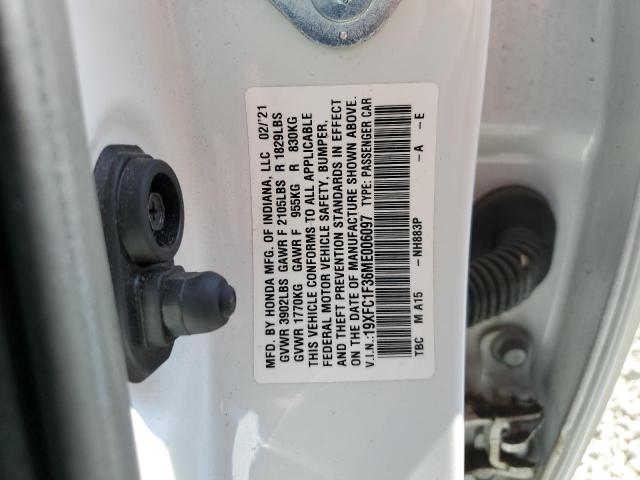 MFD. BY HONDA MFG. OF INDIANA, LLC 02/'21
GVWR 3902LBS GAWR F 2105LBS R 1829LBS
GVWR 1770KG GAWR F 955KG R 830KG
THIS VEHICLE CONFORMS TO ALL APPLICABLE
FEDERAL MOTOR VEHICLE SAFETY, BUMPER,
AND THEFT PREVENTION STANDARDS IN EFFECT
ON THE DATE OF MANUFACTURE SHOWN ABOVE.
V.I.N.:19XFC1F36ME006097 TYPE: PASSENGER CAR
TBC M A15 -NH883P -A -E